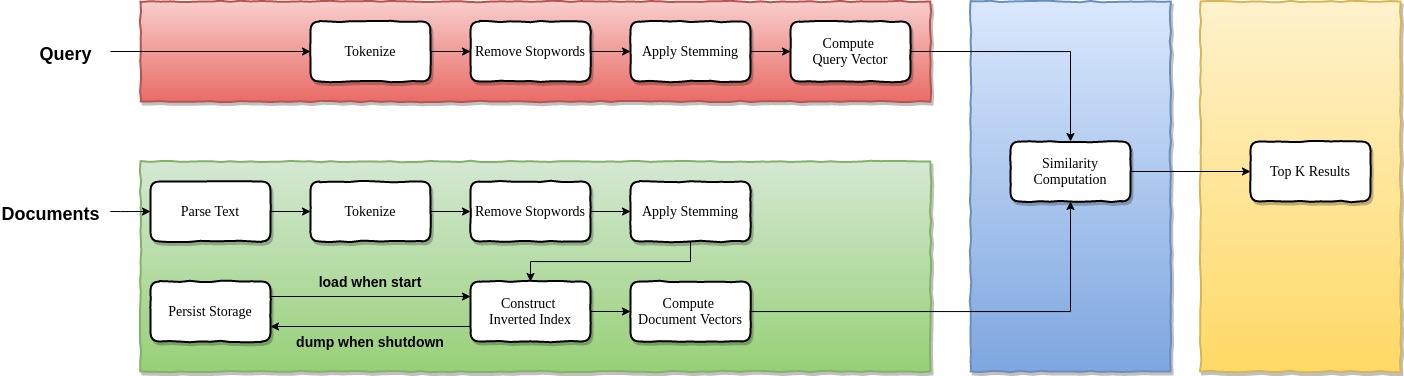 Query
Tokenize
Remove Stopwords
Apply Stemming
Compute
Query Vector
Documents
Parse Text
Tokenize
Remove Stopwords
Apply Stemming
Persist Storage
load when start
dump when shutdown
Construct
Inverted Index
Compute
Document Vectors
Similarity
Computation
Top K Results